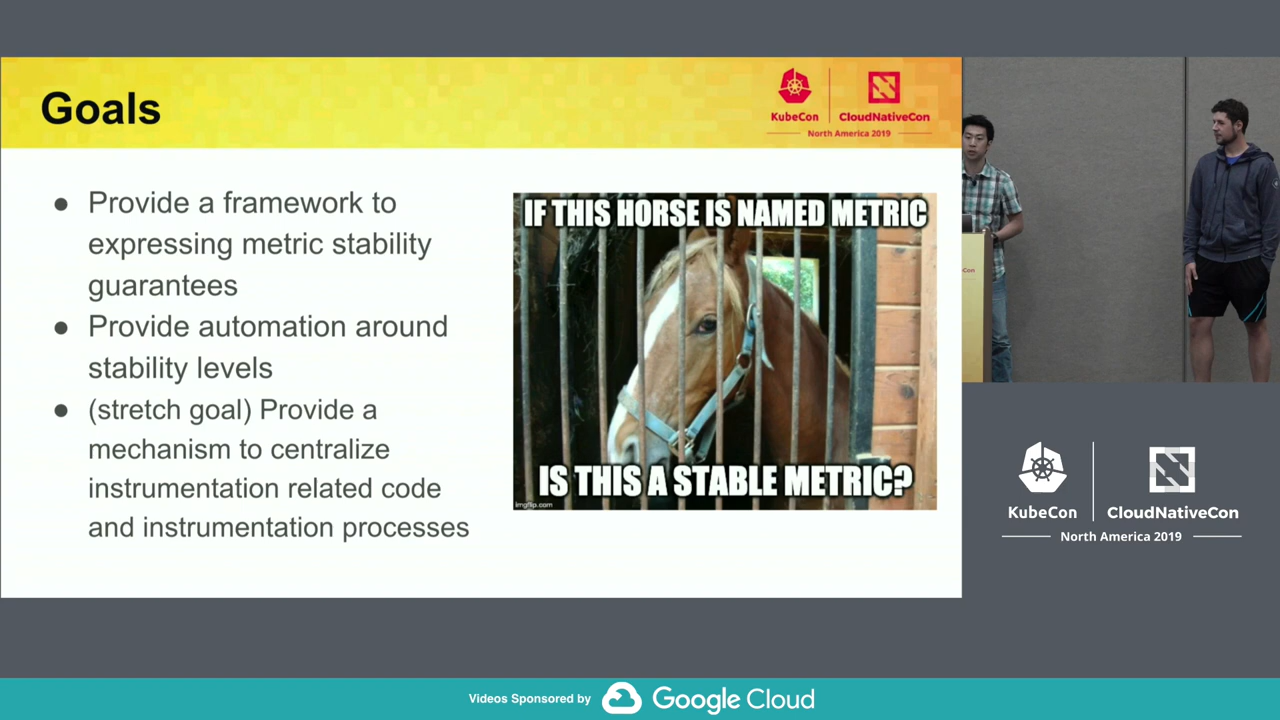 Goals
KubeCon
CloudNativeCon
North America 2019
● Provide a framework to
expressing metric stability
guarantees
● Provide automation around
stability levels
● (stretch goal) Provide a
mechanism to centralize
instrumentation related code
and instrumentation processes
IF THIS HORSE IS NAMED METRIC
IS THIS A STABLE METRIC?
imgflip.com
Con
KubeCon
CloudNativeCon
North America 2019
Videos Sponsored by
Google Cloud